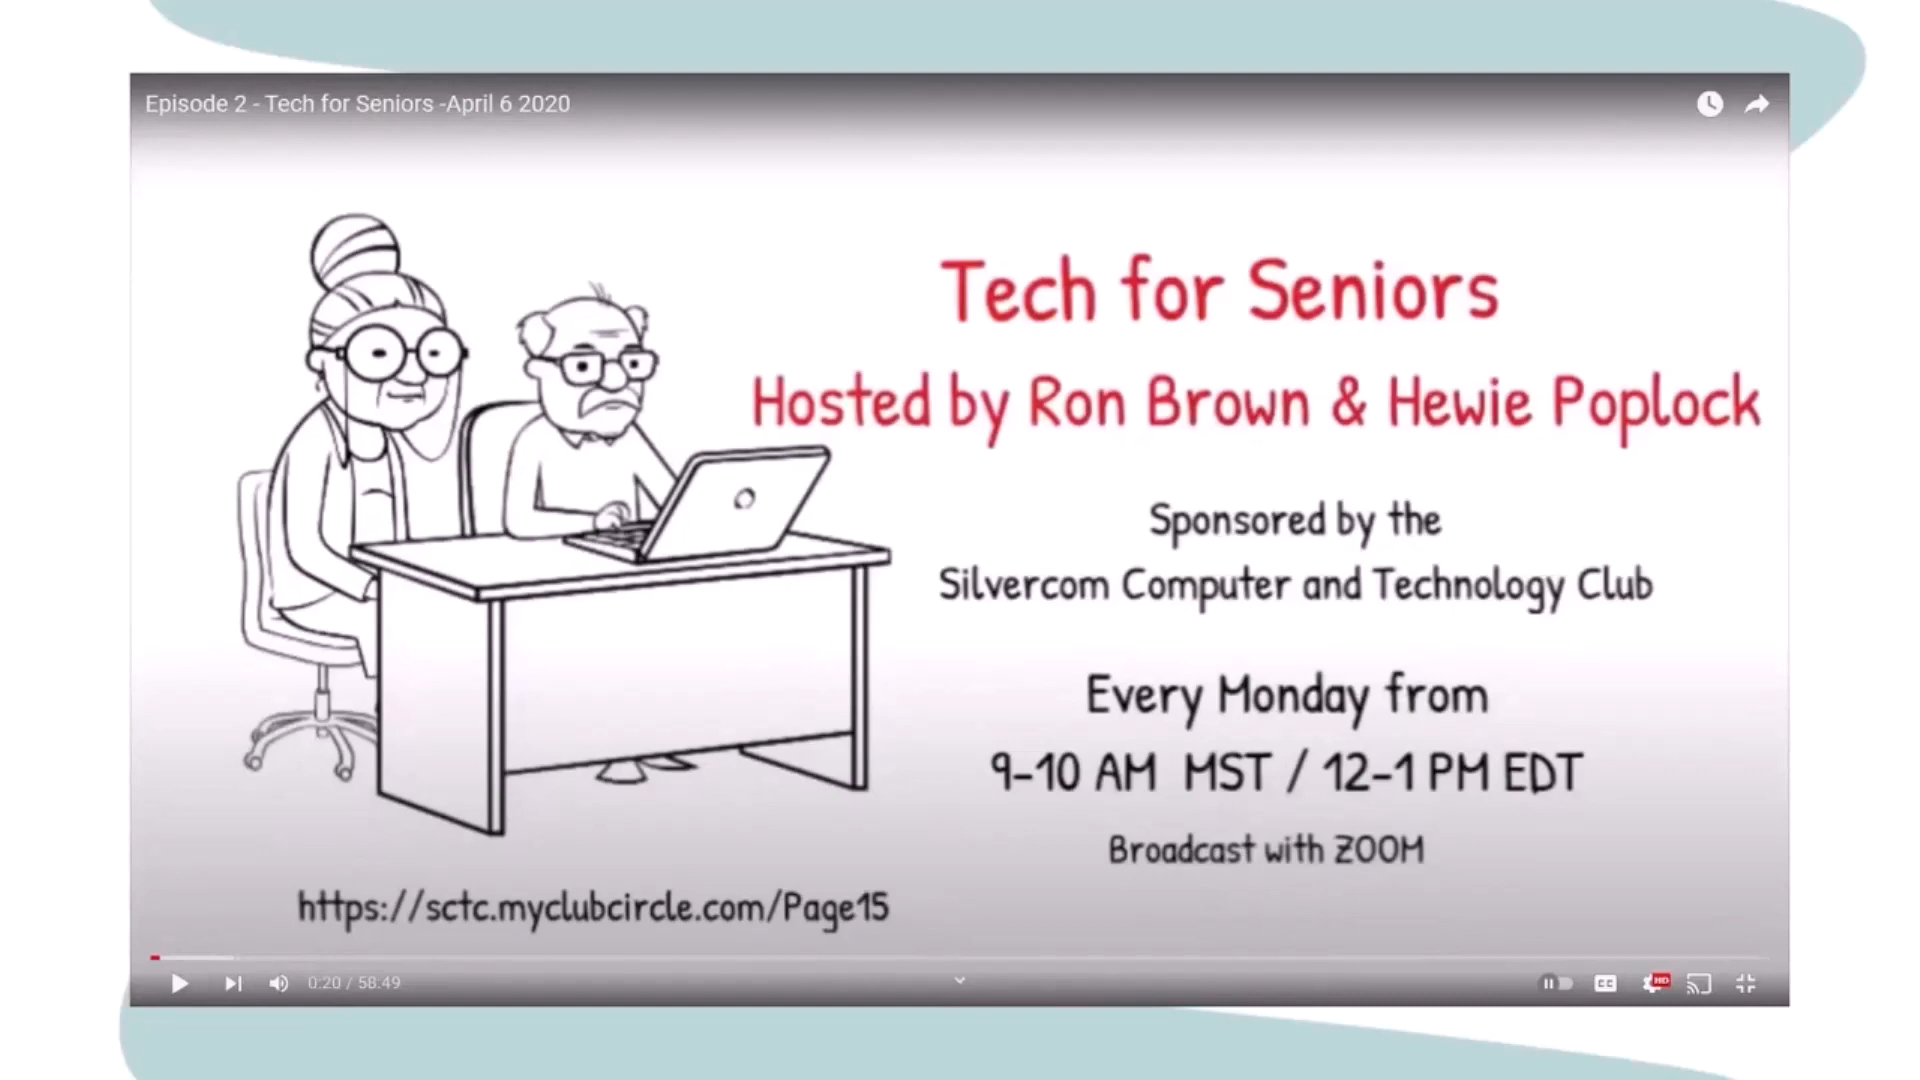 Episode 2 - Tech for Seniors -April 6 2020
Tech for Seniors
Hosted by Ron Brown & Hewie Poplock
Sponsored by the
Silvercom Computer and Technology Club
Every Monday from
9-10 AM MST / 12-1 PM EDT
Broadcast with ZOOM
https://sctc.myclubcircle.com/Page15
0:20 / 58:49
CC
HD